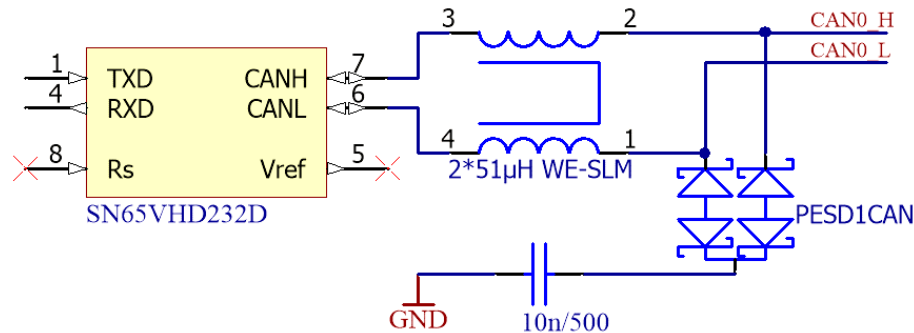 3
2
CAN0_H
CAN0_L
1
TXD
CANH
7
4
RXD
CANL
6
8
Rs
Vref
5
4
1
2*51µH WE-SLM
SN65VHD232D
PESD1CAN
GND
10n/500